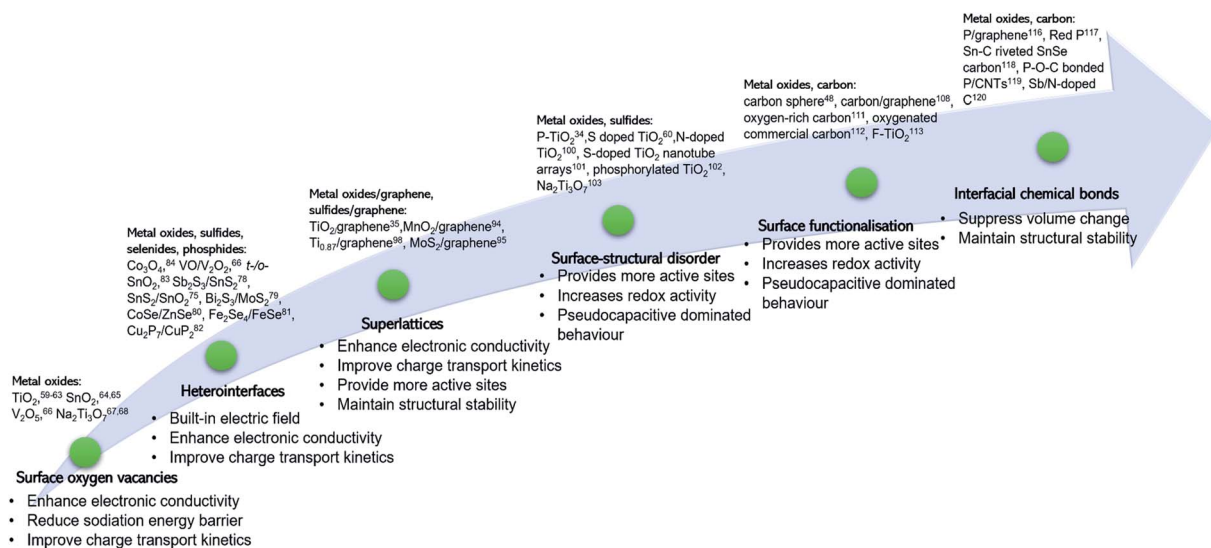 Metal oxides:
TiO₂,⁵⁹⁻⁶³ SnO₂,⁶⁴,⁶⁵
V₂O₅,⁶⁶ Na₂Ti₃O₇⁶⁷,⁶⁸
Surface oxygen vacancies
• Enhance electronic conductivity
• Reduce sodiation energy barrier
• Improve charge transport kinetics
Metal oxides, sulfides,
selenides, phosphides:
Co₃O₄,⁸⁴ VO/V₂O₂,⁶⁶ t-/o-
SnO₂,⁸³ Sb₂S₃/SnS₂⁷⁸,
SnS₂/SnO₂⁷⁵, Bi₂S₃/MoS₂⁷⁹,
CoSe/ZnSe⁸⁰, Fe₂Se₄/FeSe⁸¹,
Cu₂P₇/CuP₂⁸²
Heterointerfaces
• Built-in electric field
• Enhance electronic conductivity
• Improve charge transport kinetics
Metal oxides/graphene,
sulfides/graphene:
TiO₂/graphene³⁵,MnO₂/graphene⁹⁴,
Ti₀.₈₇/graphene⁹⁸, MoS₂/graphene⁹⁵
Superlattices
• Enhance electronic conductivity
• Improve charge transport kinetics
• Provide more active sites
• Maintain structural stability
Metal oxides, sulfides:
P-TiO₂³⁴,S doped TiO₂⁶⁰,N-doped
TiO₂¹⁰⁰, S-doped TiO₂ nanotube
arrays¹⁰¹, phosphorylated TiO₂¹⁰²,
Na₂Ti₃O₇¹⁰³
Surface-structural disorder
• Provides more active sites
• Increases redox activity
• Pseudocapacitive dominated
behaviour
Metal oxides, carbon:
carbon sphere⁴⁸, carbon/graphene¹⁰⁸,
oxygen-rich carbon¹¹¹, oxygenated
commercial carbon¹¹², F-TiO₂¹¹³
Surface functionalisation
• Provides more active sites
• Increases redox activity
• Pseudocapacitive dominated
behaviour
Metal oxides, carbon:
P/graphene¹¹⁶, Red P¹¹⁷,
Sn-C riveted SnSe
carbon¹¹⁸, P-O-C bonded
P/CNTs¹¹⁹, Sb/N-doped
C¹²⁰
Interfacial chemical bonds
• Suppress volume change
• Maintain structural stability